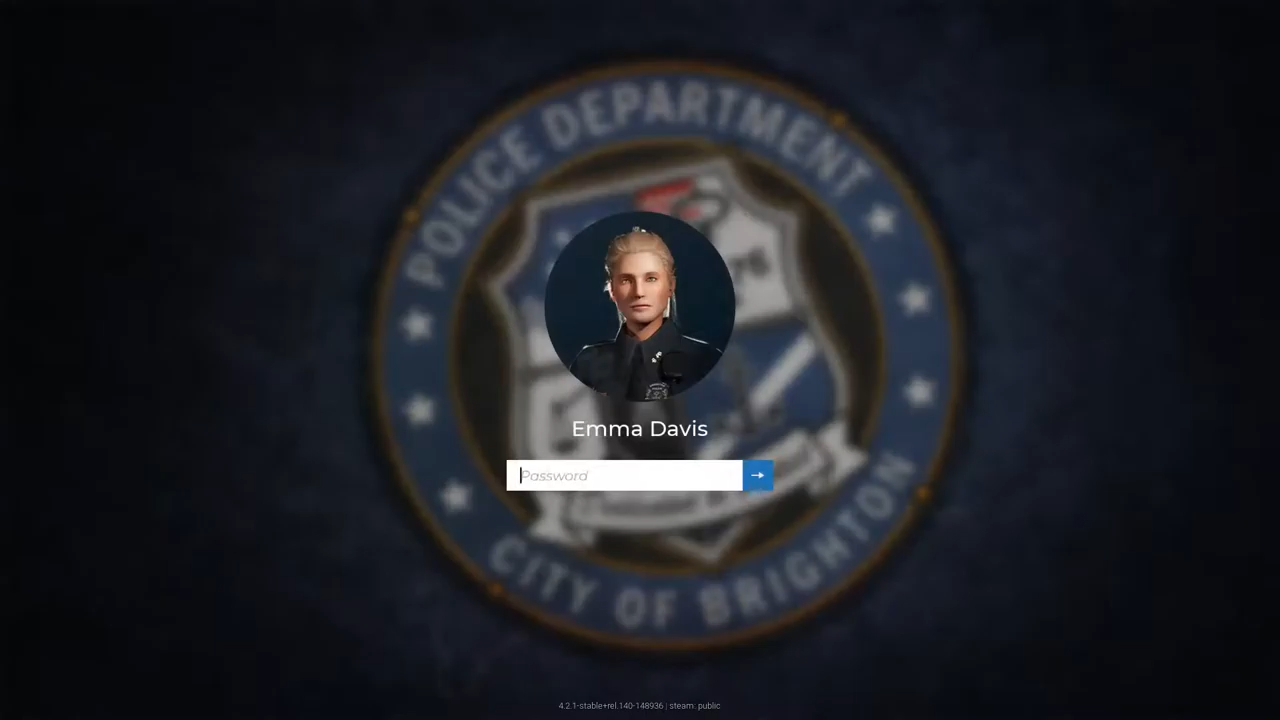 POLICE DEPARTMENT
Emma Davis
Password
CITY OF BRIGHTON
4.2.1-stable+rel.140-148936 | steam: public